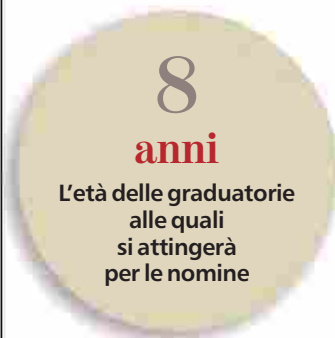 8
anni
L'età delle graduatorie
alle quali
si attingerà
per le nomine